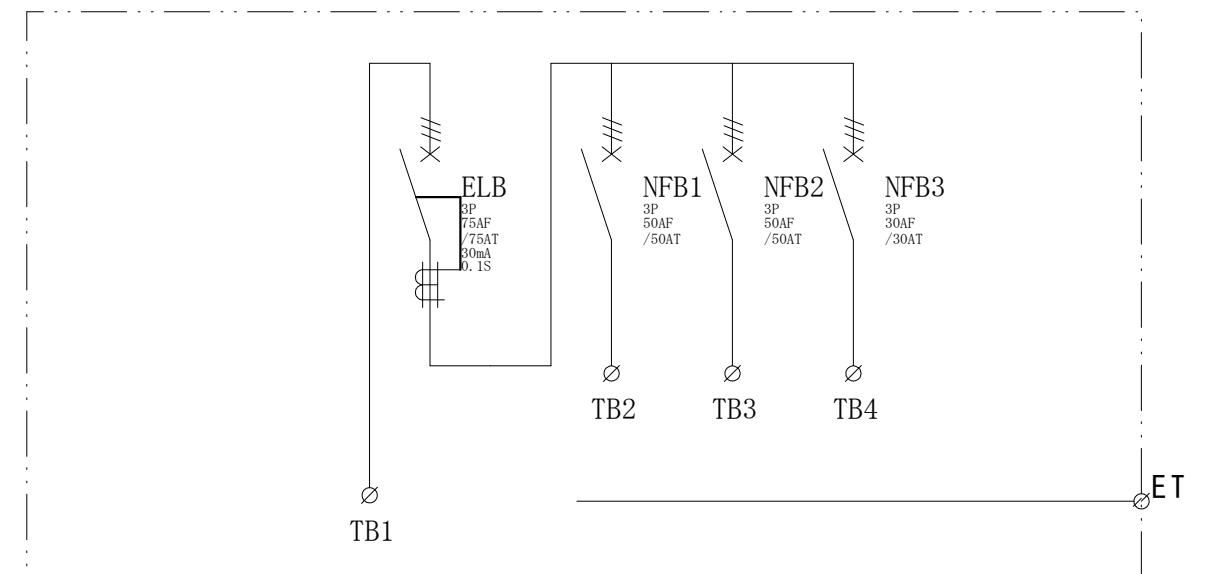 ELB
3P
75AF
/75AT
30mA
0.1S
NFB1
3P
50AF
/50AT
NFB2
3P
50AF
/50AT
NFB3
3P
30AF
/30AT
TB2
TB3
TB4
ET
TB1